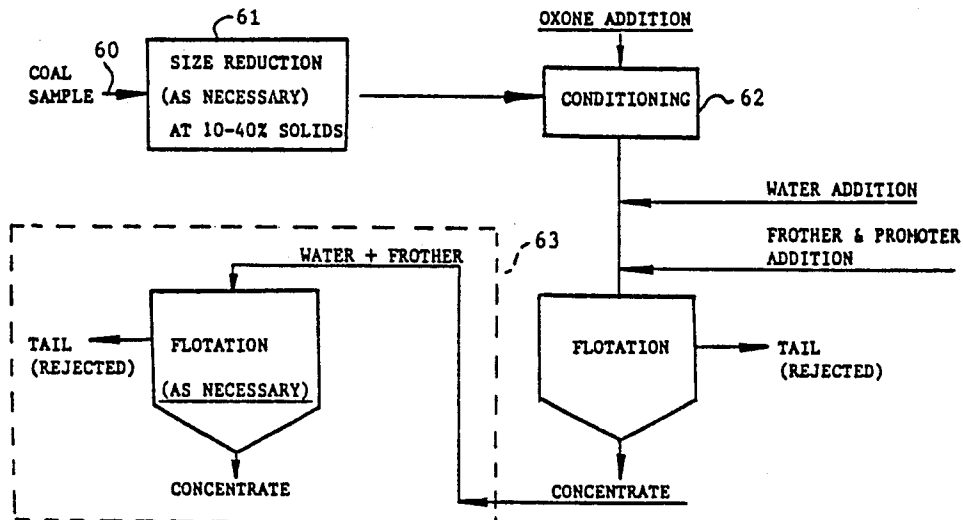 61
60
COAL
SAMPLE
SIZE REDUCTION
(AS NECESSARY)
AT 10-40% SOLIDS
OXONE ADDITION
CONDITIONING
62
WATER ADDITION
FROTHER & PROMOTER
ADDITION
63
WATER + FROTHER
TAIL
(REJECTED)
FLOTATION
(AS NECESSARY)
CONCENTRATE
FLOTATION
TAIL
(REJECTED)
CONCENTRATE